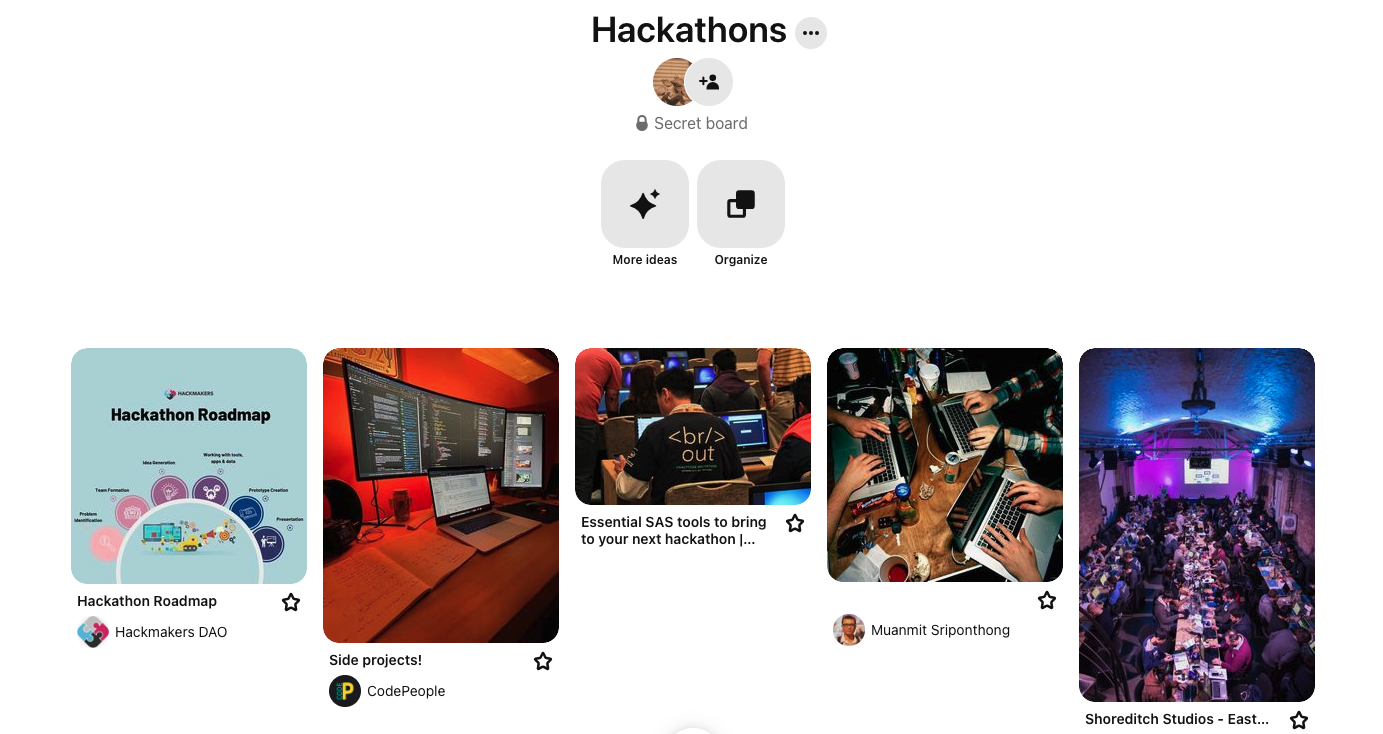 Hackathons
Secret board
More ideas
Organize
HACKMAKERS
Hackathon Roadmap
Working with tools,
apps & data
Idea Generation
Prototype Creation
Team Formation
Problem
Identification
Presentation
<br/>
out
Hackathon Roadmap
Hackmakers DAO
Side projects!
CodePeople
Essential SAS tools to bring
to your next hackathon |...
Muanmit Sriponthong
Shoreditch Studios - East...